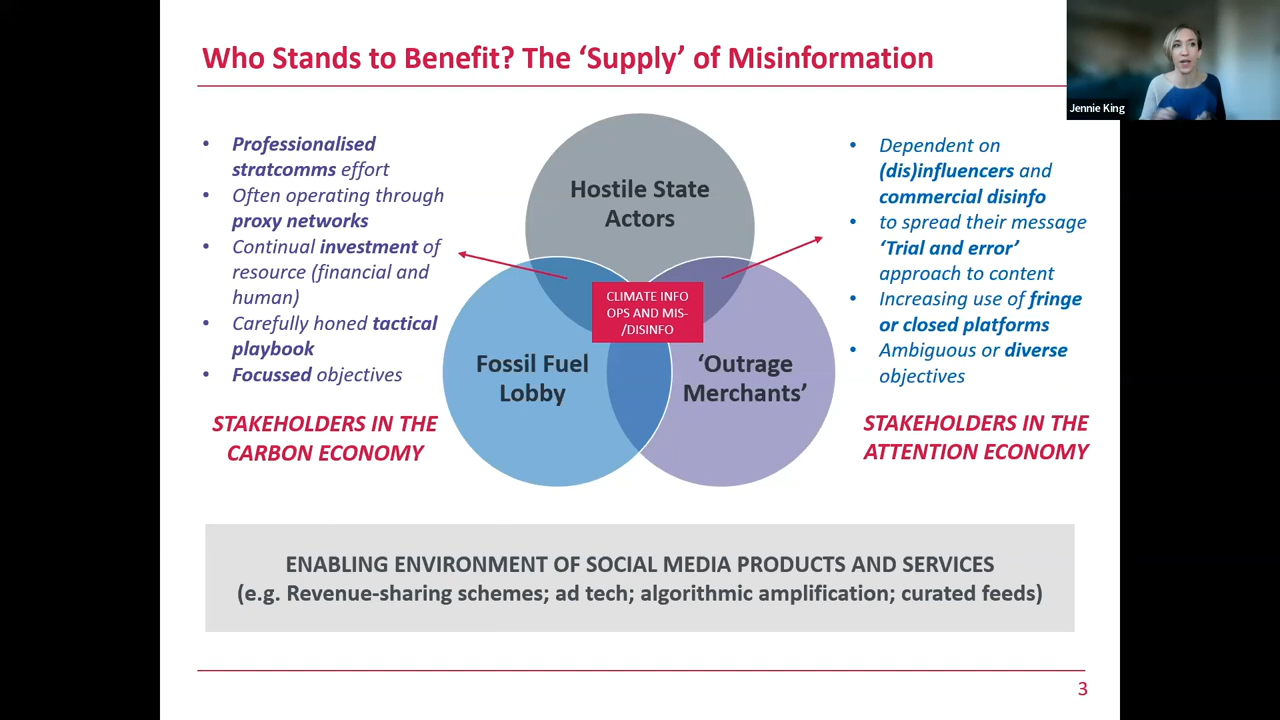 Who Stands to Benefit? The ‘Supply’ of Misinformation
Jennie King
• Professionalised
stratcomms effort
• Often operating through
proxy networks
• Continual investment of
resource (financial and
human)
• Carefully honed tactical
playbook
• Focussed objectives
STAKEHOLDERS IN THE
CARBON ECONOMY
Hostile State
Actors
CLIMATE INFO
OPS AND MIS-
/DISINFO
Fossil Fuel
Lobby
‘Outrage
Merchants’
• Dependent on
(dis)influencers and
commercial disinfo
• to spread their message
‘Trial and error’
approach to content
• Increasing use of fringe
or closed platforms
• Ambiguous or diverse
objectives
STAKEHOLDERS IN THE
ATTENTION ECONOMY
ENABLING ENVIRONMENT OF SOCIAL MEDIA PRODUCTS AND SERVICES
(e.g. Revenue-sharing schemes; ad tech; algorithmic amplification; curated feeds)
3